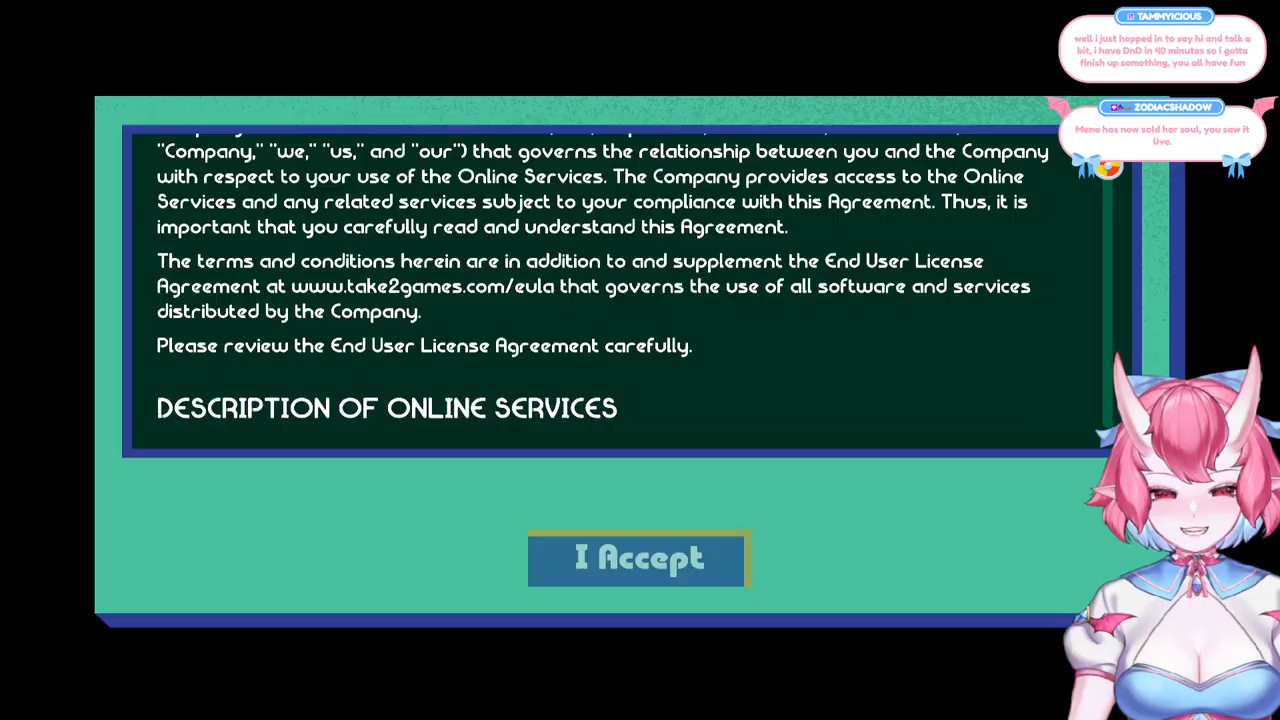 "Company," "we," "us," and "our") that governs the relationship between you and the Company
with respect to your use of the Online Services. The Company provides access to the Online
Services and any related services subject to your compliance with this Agreement. Thus, it is
important that you carefully read and understand this Agreement.
The terms and conditions herein are in addition to and supplement the End User License
Agreement at www.take2games.com/eula that governs the use of all software and services
distributed by the Company.
Please review the End User License Agreement carefully.
DESCRIPTION OF ONLINE SERVICES
I Accept
TAMMYICIOUS
well i just hopped in to say hi and talk a
bit, i have DnD in 40 minutes so i gotta
finish up something, you all have fun
ZODIACSHADOW
Mena has now sold her soul, you saw it
live.